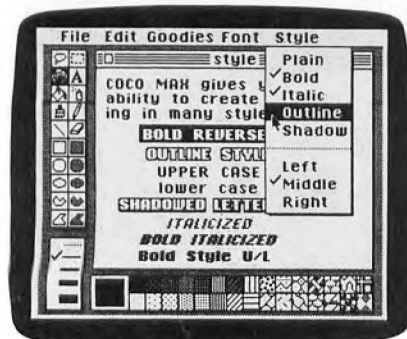 File Edit Goodies Font Style
style
Plain
Bold
Italic
Outline
Shadow
Left
Middle
Right
A
COCO MAX gives y
ability to create
ing in many style
BOLD REVERSE
OUTLINE STYL
UPPER CASE
lower case
SHADOWED LETTER
ITALICIZED
BOLD ITALICIZED
Bold Style U/L